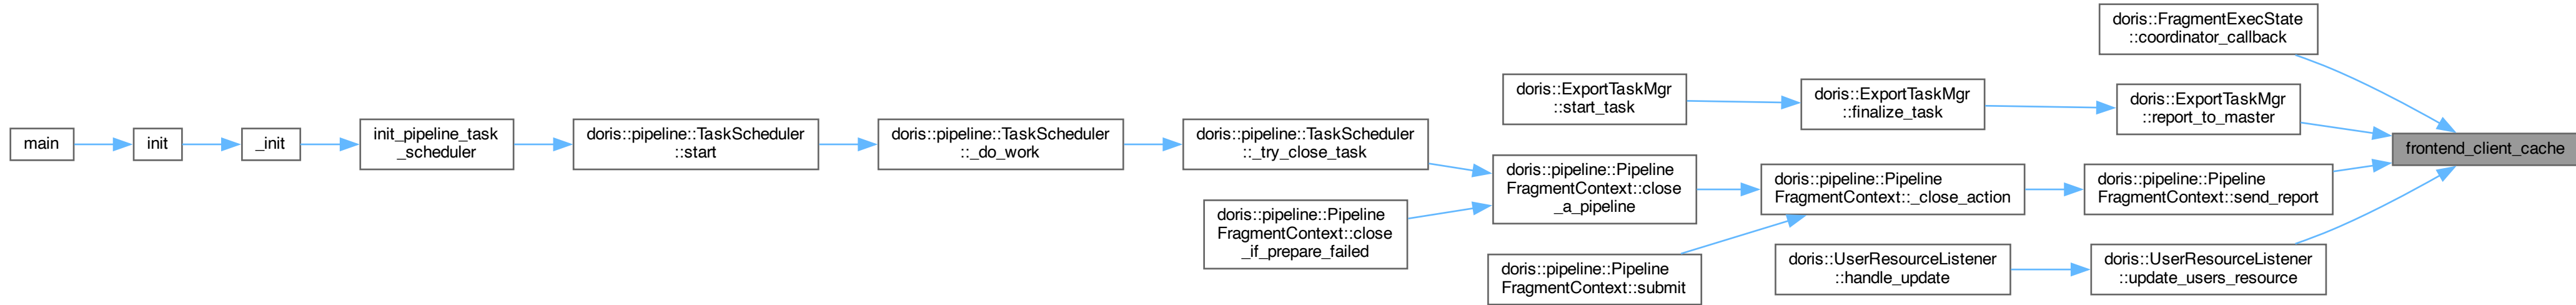 main
init
_init
init_pipeline_task
_scheduler
doris::pipeline::TaskScheduler
::start
doris::pipeline::TaskScheduler
::_do_work
doris::pipeline::TaskScheduler
::_try_close_task
doris::pipeline::Pipeline
FragmentContext::close
_if_prepare_failed
doris::ExportTaskMgr
::start_task
doris::pipeline::Pipeline
FragmentContext::close
_a_pipeline
doris::pipeline::Pipeline
FragmentContext::submit
doris::ExportTaskMgr
::finalize_task
doris::pipeline::Pipeline
FragmentContext::_close_action
doris::UserResourceListener
::handle_update
doris::FragmentExecState
::coordinator_callback
doris::ExportTaskMgr
::report_to_master
doris::pipeline::Pipeline
FragmentContext::send_report
doris::UserResourceListener
::update_users_resource
frontend_client_cache